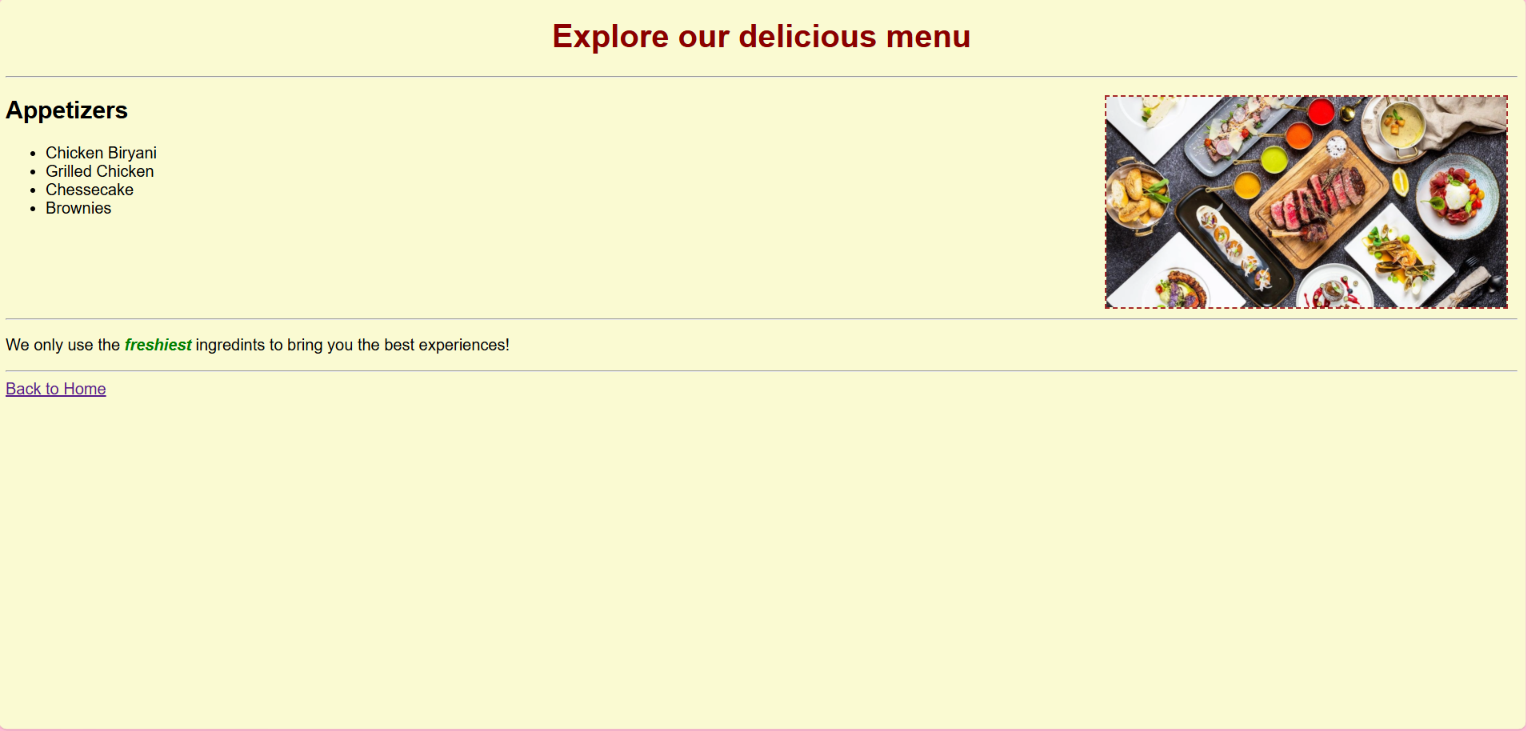 Explore our delicious menu
Appetizers
Chicken Biryani
Grilled Chicken
Chessecake
Brownies
We only use the freshiest ingredints to bring you the best experiences!
Back to Home